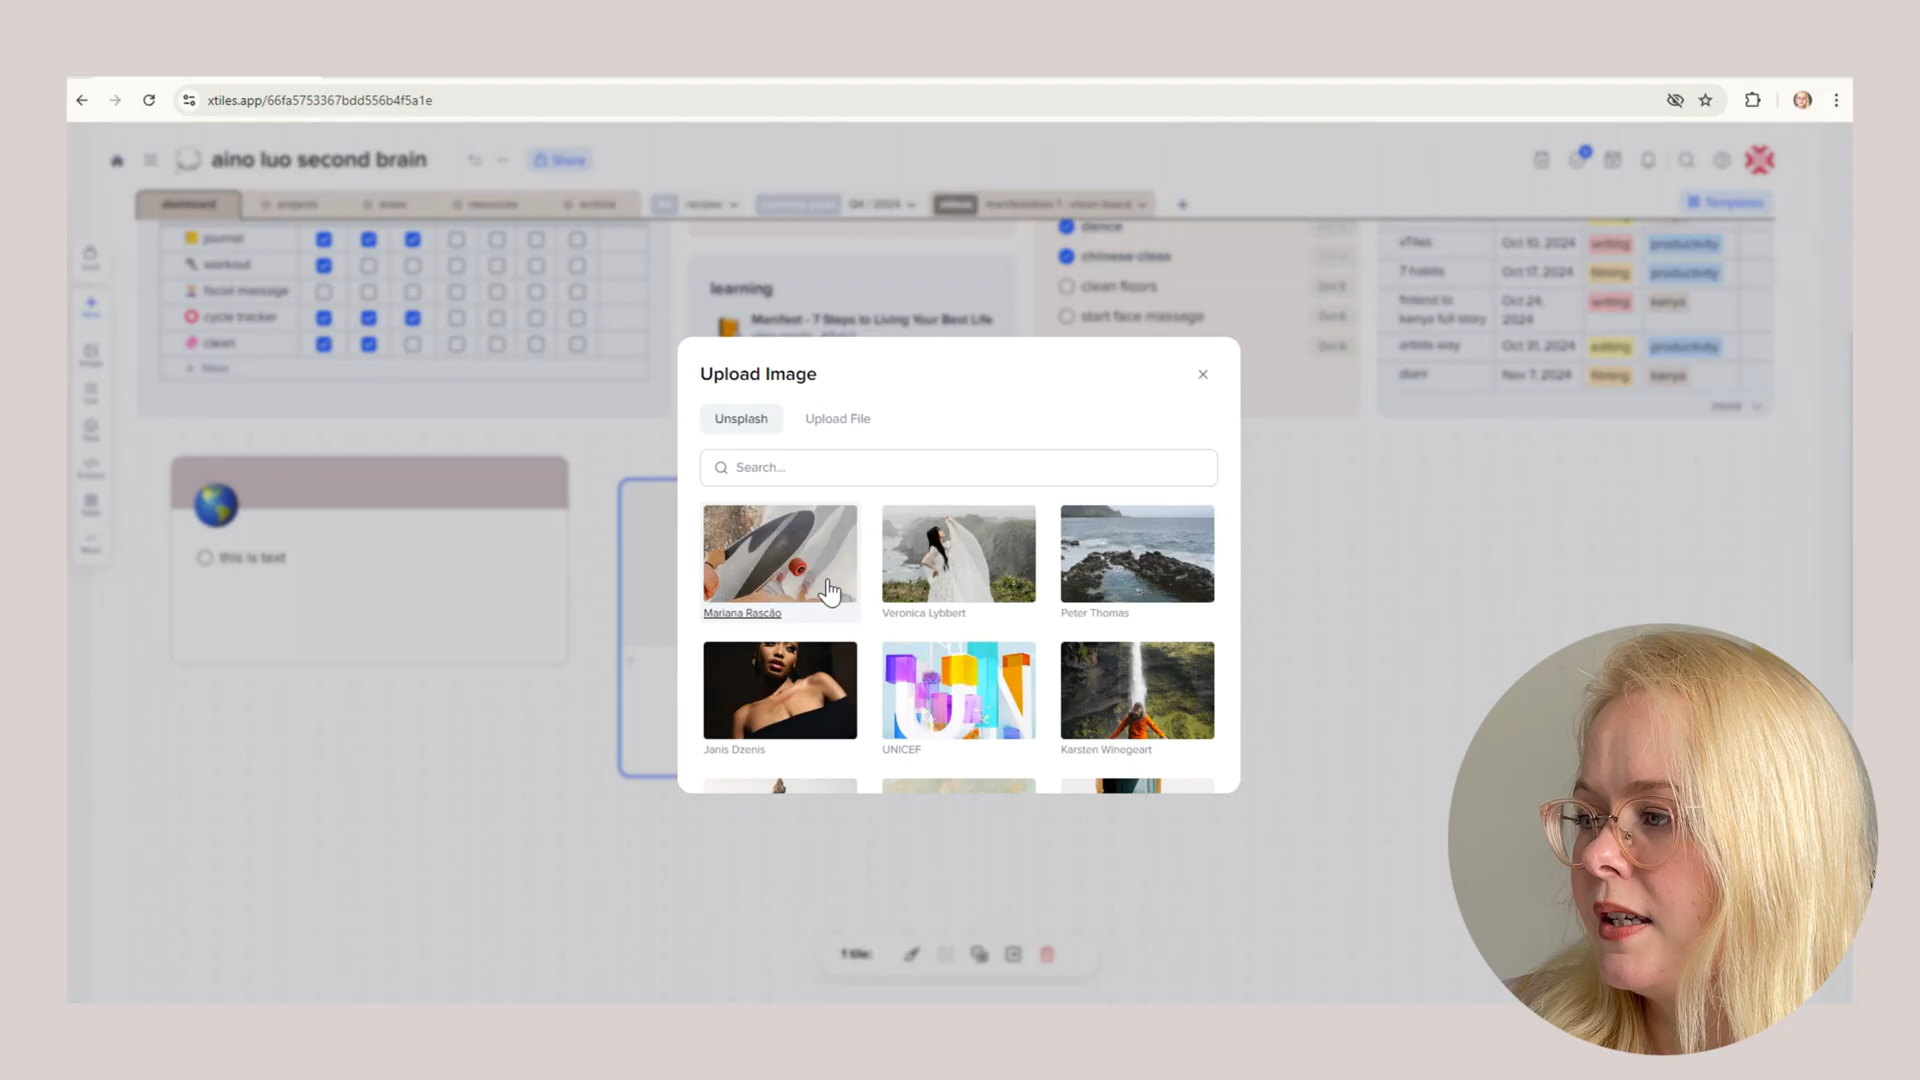 xtiles.app/66fa5753367bdd556b4f5a1e
aino luo second brain
Share
dashboard
projects
areas
resources
archive
recipes
Q4 / 2024
manifestation 1 - vision board
Templates
journal
workout
facial massage
cycle tracker
clean
New
learning
Manifest - 7 Steps to Living Your Best Life
dance
chinese class
clean floors
start face massage
xTiles Oct 10, 2024 writing productivity
7 habits Oct 17, 2024 filming productivity
finland to kenya full story Oct 24, 2024 writing kenya
artists way Oct 31, 2024 editing productivity
diani Nov 7, 2024 filming kenya
more
this is text
Upload Image
Unsplash
Upload File
Search...
Mariana Rascão
Veronica Lybbert
Peter Thomas
Janis Dzenis
UNICEF
Karsten Winegeart
UN
1 tile: